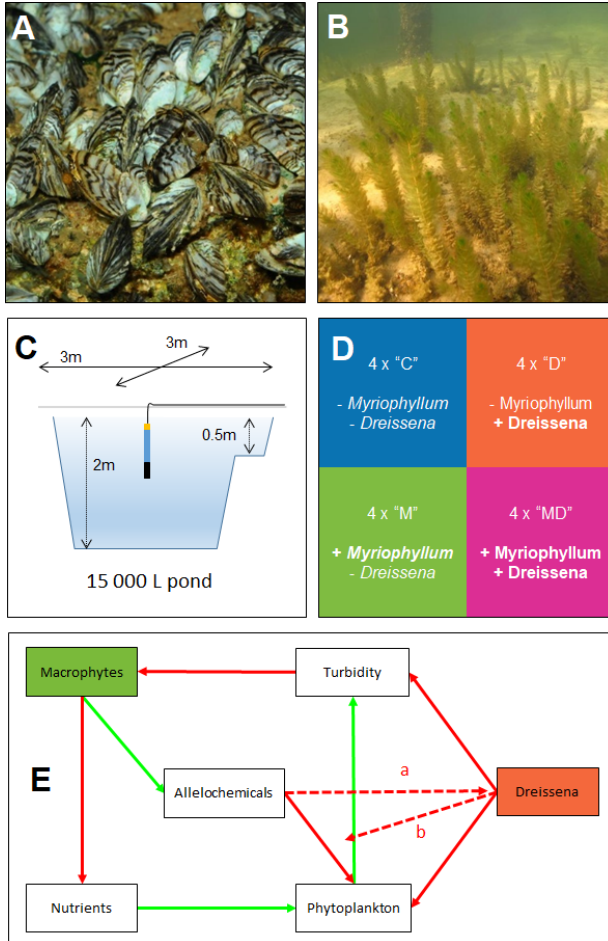 A
B
C
3m
3m
2m
0.5m
15 000 L pond
D
4 x "C"
- Myriophyllum
- Dreissena
4 x "D"
- Myriophyllum
+ Dreissena
4 x "M"
+ Myriophyllum
- Dreissena
4 x "MD"
+ Myriophyllum
+ Dreissena
E
Macrophytes
Turbidity
Allelochemicals
a
Dreissena
b
Nutrients
Phytoplankton